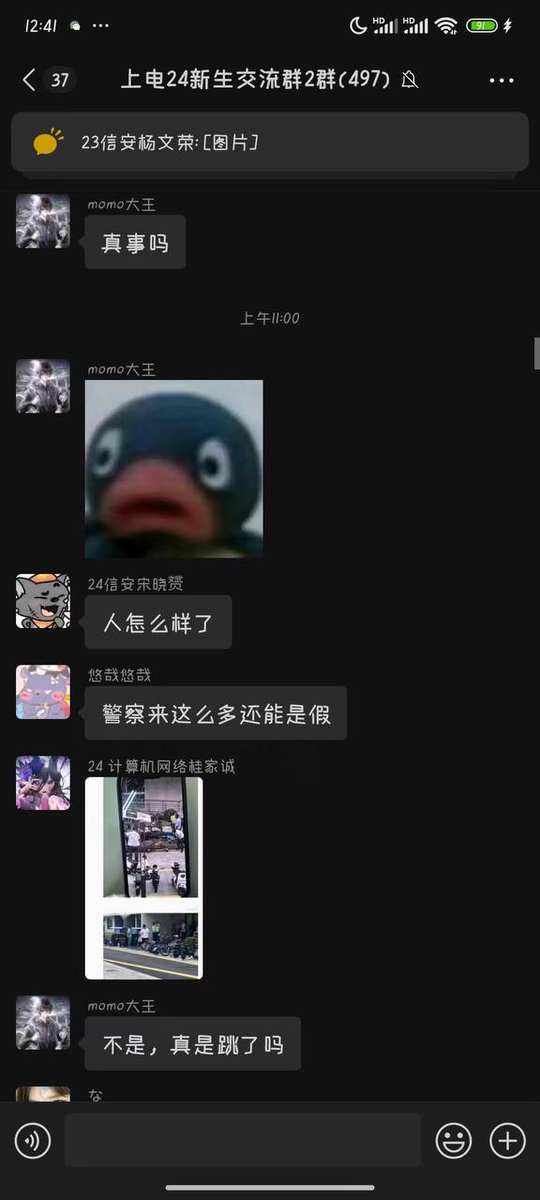 12:41
HD
HD
91
37
上电24新生交流群2群(497)
23信安杨文荣:[图片]
momo大王
真事吗
上午11:00
momo大王
24信安宋晓赟
人怎么样了
悠哉悠哉
警察来这么多还能是假
24 计算机网络桂家诚
momo大王
不是，真是跳了吗
な